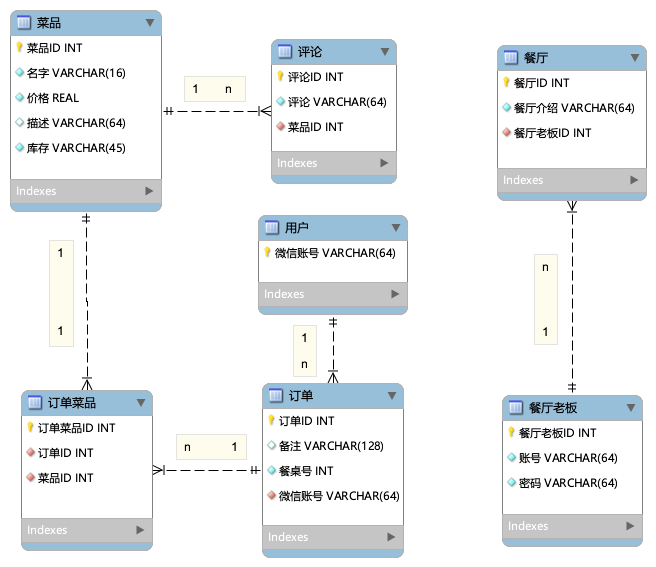 菜品
菜品ID INT
名字 VARCHAR(16)
价格 REAL
描述 VARCHAR(64)
库存 VARCHAR(45)
Indexes
1 n
评论
评论ID INT
评论 VARCHAR(64)
菜品ID INT
Indexes
餐厅
餐厅ID INT
餐厅介绍 VARCHAR(64)
餐厅老板ID INT
Indexes
用户
微信账号 VARCHAR(64)
Indexes
1
1
1
n
n
1
订单菜品
订单菜品ID INT
订单ID INT
菜品ID INT
Indexes
n 1
订单
订单ID INT
备注 VARCHAR(128)
餐桌号 INT
微信账号 VARCHAR(64)
Indexes
餐厅老板
餐厅老板ID INT
账号 VARCHAR(64)
密码 VARCHAR(64)
Indexes